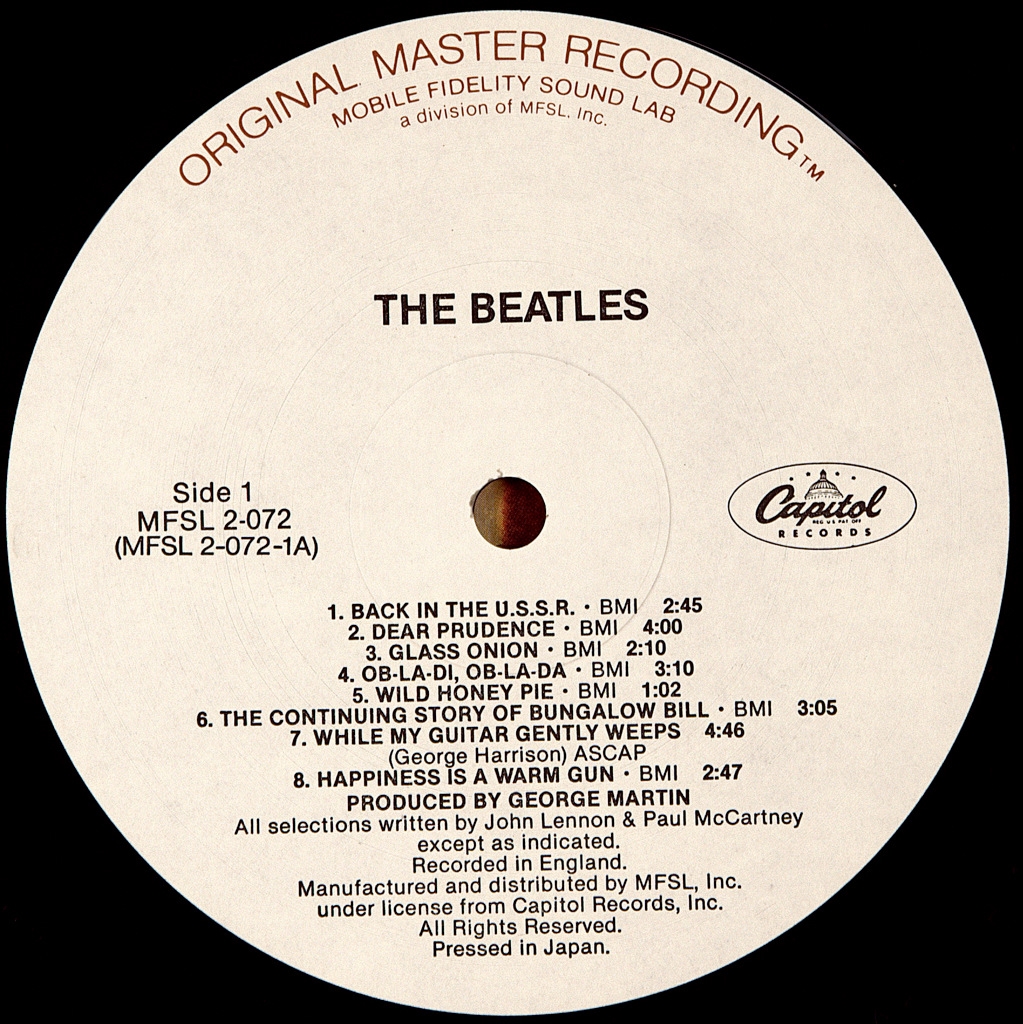 ORIGINAL MASTER RECORDING™
MOBILE FIDELITY SOUND LAB
a division of MFSL. Inc.
THE BEATLES
Side 1
MFSL 2-072
(MFSL 2-072-1A)
Capitol
REG U S PAT OFF
RECORDS
1. BACK IN THE U.S.S.R. • BMI 2:45
2. DEAR PRUDENCE • BMI 4:00
3. GLASS ONION • BMI 2:10
4. OB-LA-DI, OB-LA-DA • BMI 3:10
5. WILD HONEY PIE • BMI 1:02
6. THE CONTINUING STORY OF BUNGALOW BILL • BMI 3:05
7. WHILE MY GUITAR GENTLY WEEPS 4:46
(George Harrison) ASCAP
8. HAPPINESS IS A WARM GUN • BMI 2:47
PRODUCED BY GEORGE MARTIN
All selections written by John Lennon & Paul McCartney
except as indicated.
Recorded in England.
Manufactured and distributed by MFSL, Inc.
under license from Capitol Records, Inc.
All Rights Reserved.
Pressed in Japan.